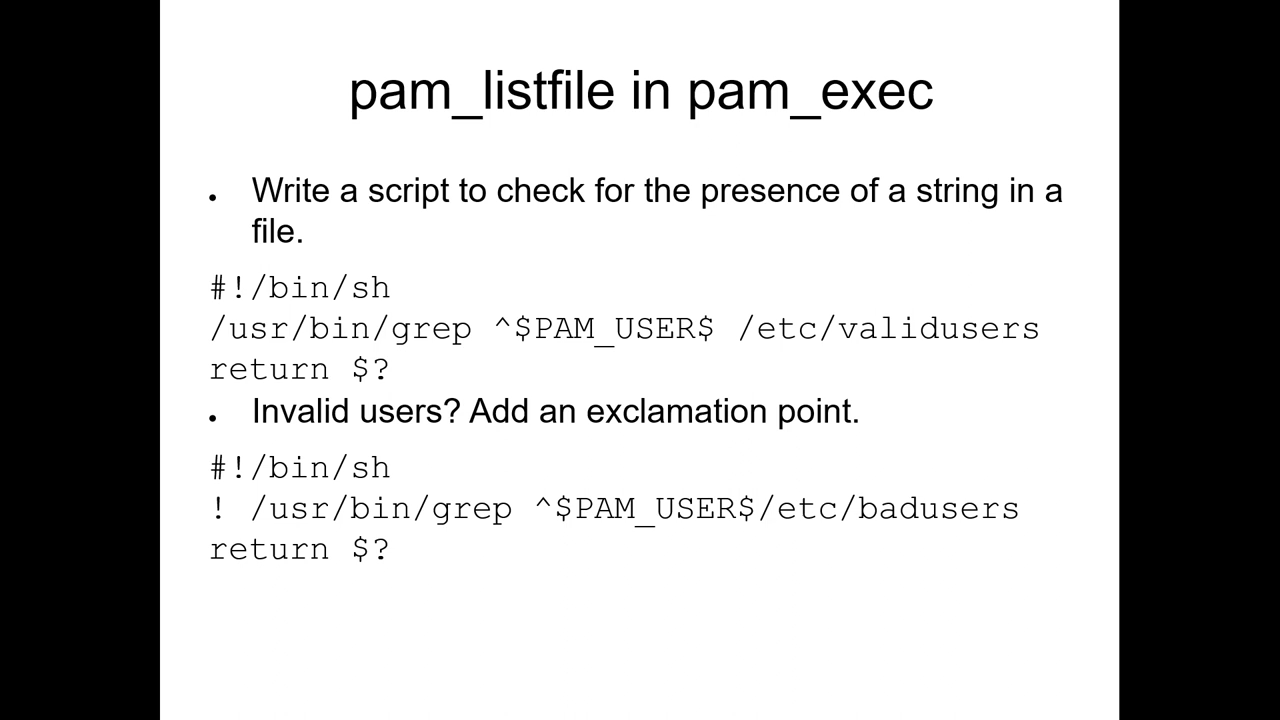 pam_listfile in pam_exec
• Write a script to check for the presence of a string in a
file.
#!/bin/sh
/usr/bin/grep ^$PAM_USER$ /etc/validusers
return $?
• Invalid users? Add an exclamation point.
#!/bin/sh
! /usr/bin/grep ^$PAM_USER$/etc/badusers
return $?